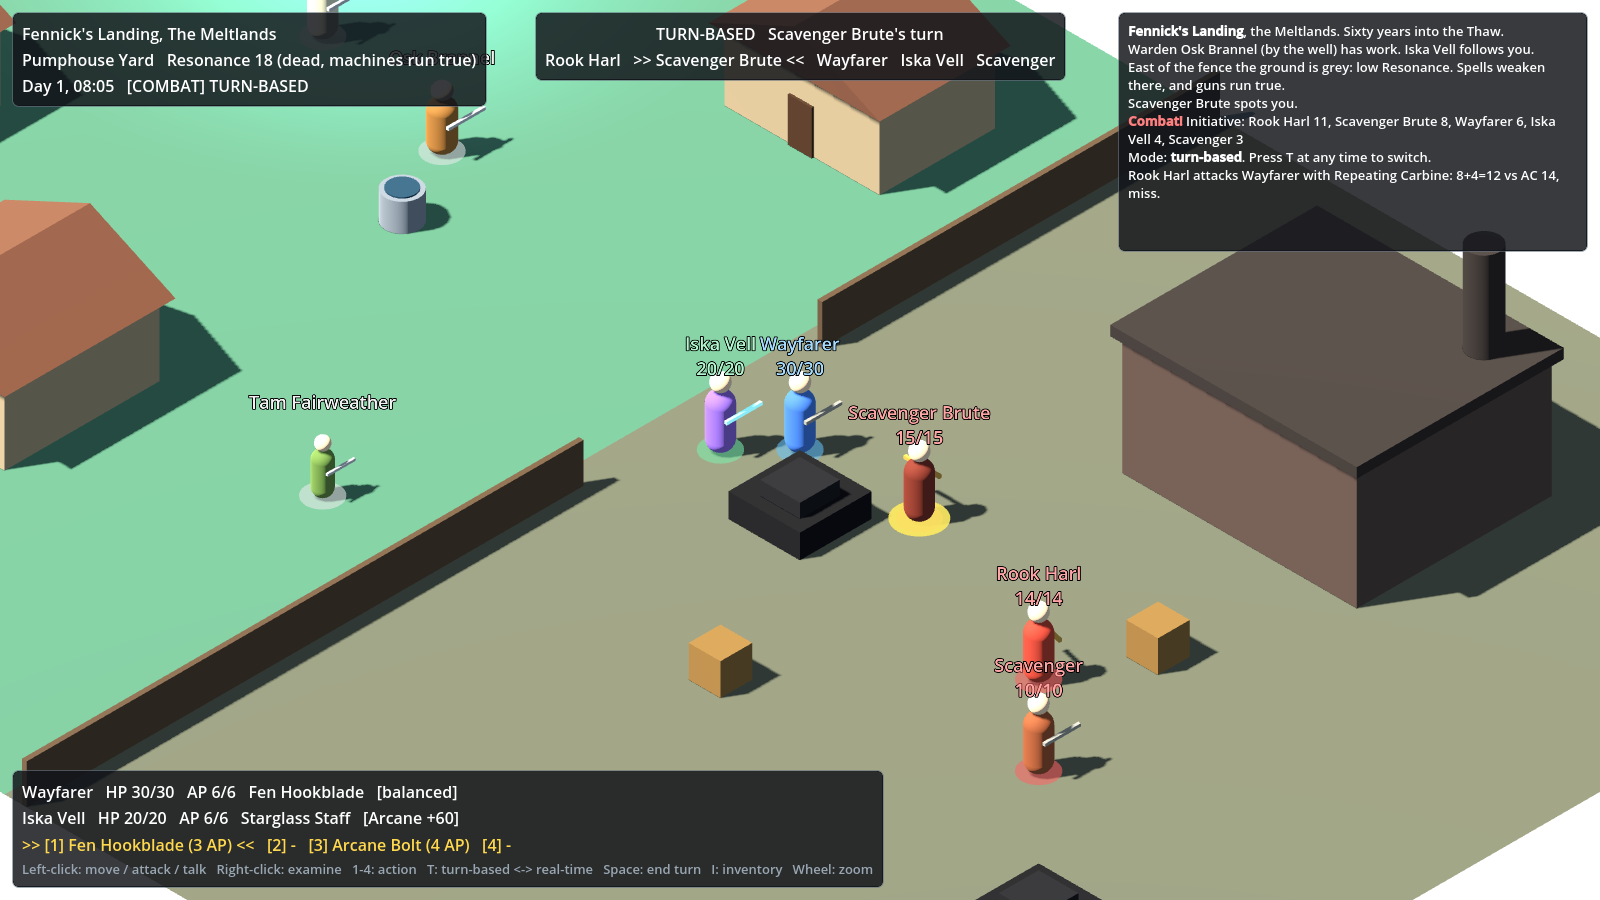 Fennick's Landing, The Meltlands
Pumphouse Yard   Resonance 18 (dead, machines run true)
Day 1, 08:05   [COMBAT] TURN-BASED
TURN-BASED   Scavenger Brute's turn
Rook Harl   >> Scavenger Brute <<   Wayfarer   Iska Vell   Scavenger
Fennick's Landing, the Meltlands. Sixty years into the Thaw.
Warden Osk Brannel (by the well) has work. Iska Vell follows you.
East of the fence the ground is grey: low Resonance. Spells weaken
there, and guns run true.
Scavenger Brute spots you.
Combat! Initiative: Rook Harl 11, Scavenger Brute 8, Wayfarer 6, Iska
Vell 4, Scavenger 3
Mode: turn-based. Press T at any time to switch.
Rook Harl attacks Wayfarer with Repeating Carbine: 8+4=12 vs AC 14,
miss.
Osk Brannel
Iska Vell
20/20
Wayfarer
30/30
Tam Fairweather
Scavenger Brute
15/15
Rook Harl
14/14
Scavenger
10/10
Wayfarer   HP 30/30   AP 6/6   Fen Hookblade   [balanced]
Iska Vell   HP 20/20   AP 6/6   Starglass Staff   [Arcane +60]
>> [1] Fen Hookblade (3 AP) <<   [2] -   [3] Arcane Bolt (4 AP)   [4] -
Left-click: move / attack / talk   Right-click: examine   1-4: action   T: turn-based <-> real-time   Space: end turn   I: inventory   Wheel: zoom